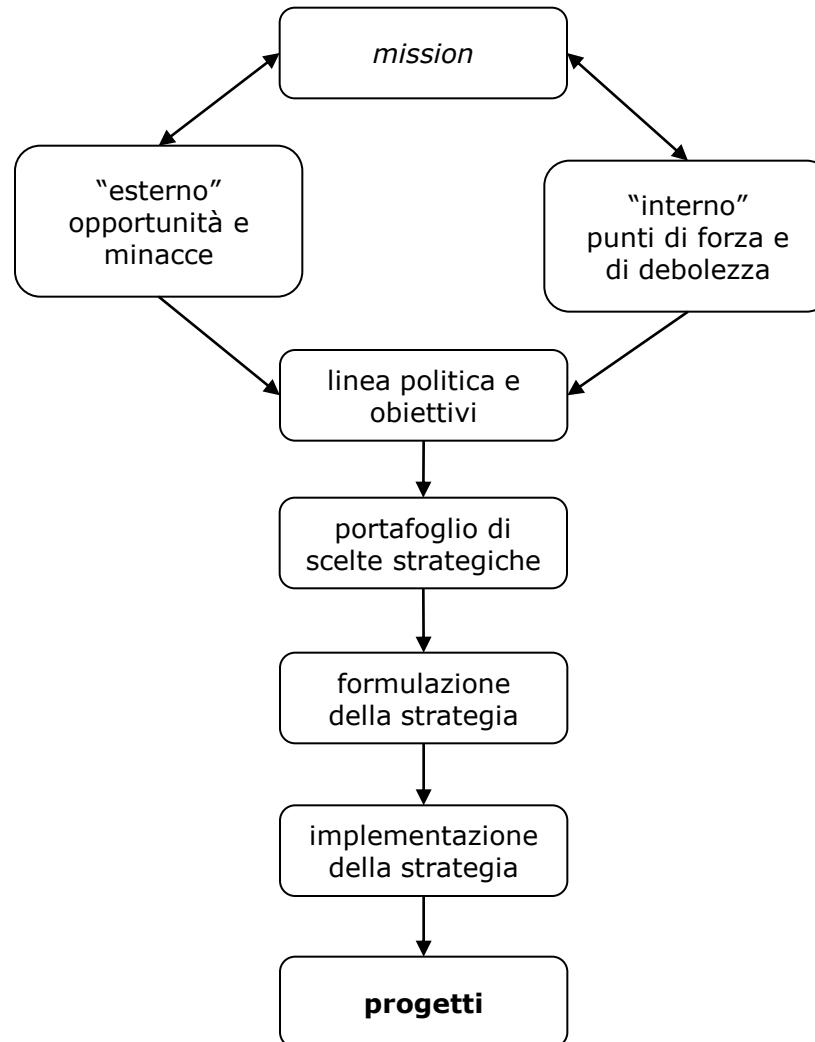 mission
“esterno”
opportunità e
minacce
“interno”
punti di forza e
di debolezza
linea politica e
obiettivi
portafoglio di
scelte strategiche
formulazione
della strategia
implementazione
della strategia
progetti